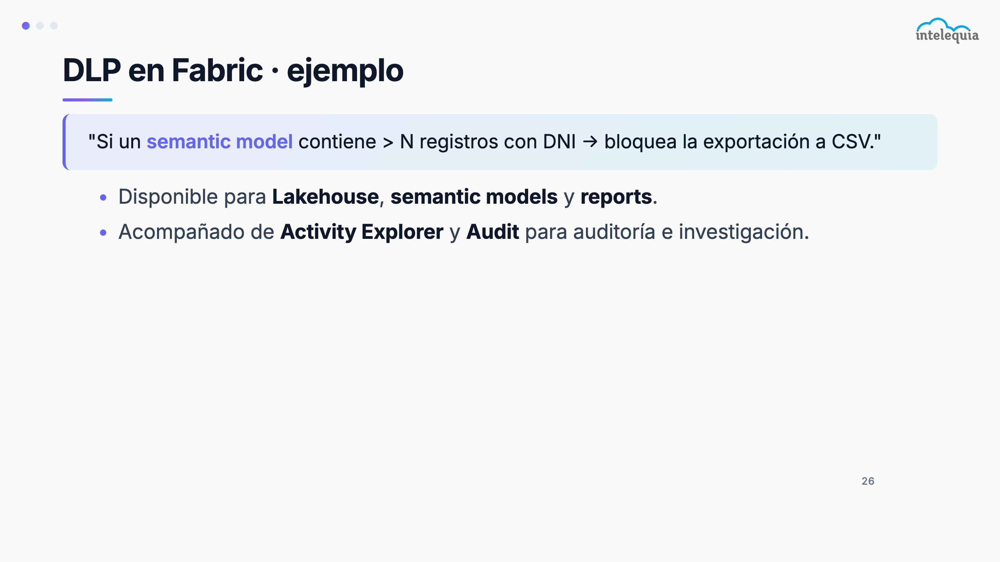 intelequia
DLP en Fabric · ejemplo
"Si un semantic model contiene > N registros con DNI → bloquea la exportación a CSV."
Disponible para Lakehouse, semantic models y reports.
Acompañado de Activity Explorer y Audit para auditoría e investigación.
26